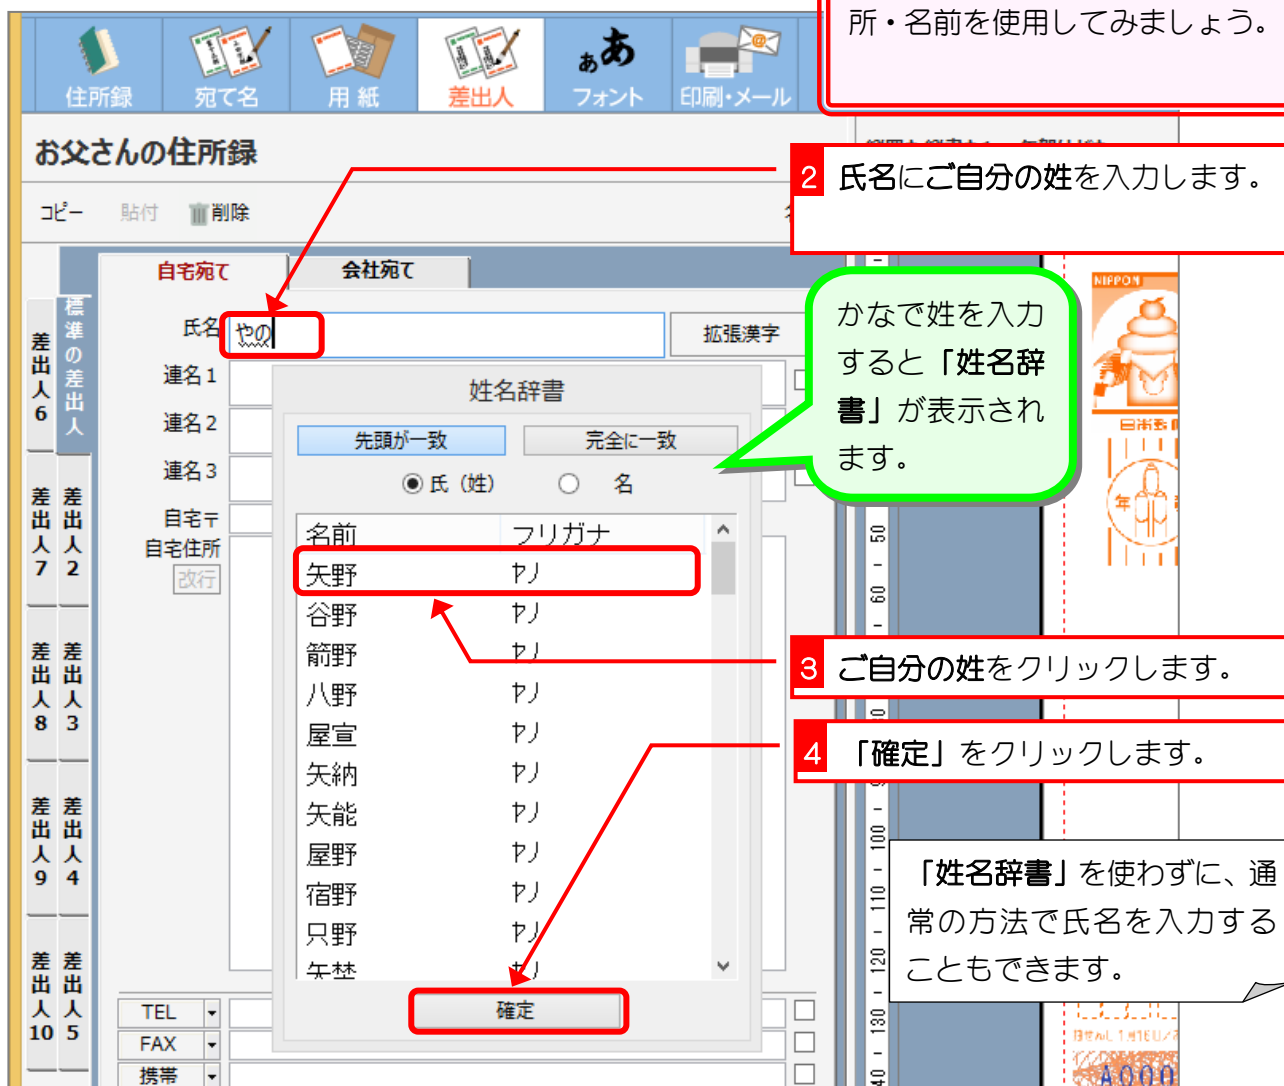 所・名前を使用してみましょう。
住所録
宛て名
用 紙
差出人
フォント
印刷・メール
お父さんの住所録
2 氏名にご自分の姓を入力します。
コピー
貼付
削除
自宅宛て
会社宛て
氏名
やの
拡張漢字
連名1
連名2
連名3
自宅〒
自宅住所
改行
標準の差出人
差出人2
差出人3
差出人4
差出人5
差出人6
差出人7
差出人8
差出人9
差出人10
かなで姓を入力
すると「姓名辞
書」が表示され
ます。
姓名辞書
先頭が一致
完全に一致
氏（姓）
名
名前 フリガナ
矢野 ヤノ
谷野 ヤノ
箭野 ヤノ
八野 ヤノ
屋宣 ヤノ
矢納 ヤノ
矢能 ヤノ
屋野 ヤノ
宿野 ヤノ
只野 ヤノ
ヤノ
確定
3 ご自分の姓をクリックします。
4 「確定」をクリックします。
「姓名辞書」を使わずに、通
常の方法で氏名を入力する
こともできます。
TEL
FAX
携帯
NIPPON
年
50
60
100
110
120
130
A000